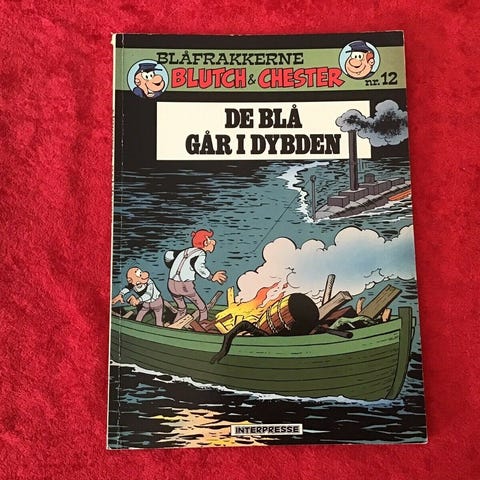 BLÅFRAKKERNE
BLUTCH & CHESTER
nr. 12
DE BLÅ
GÅR I DYBDEN
INTERPRESSE